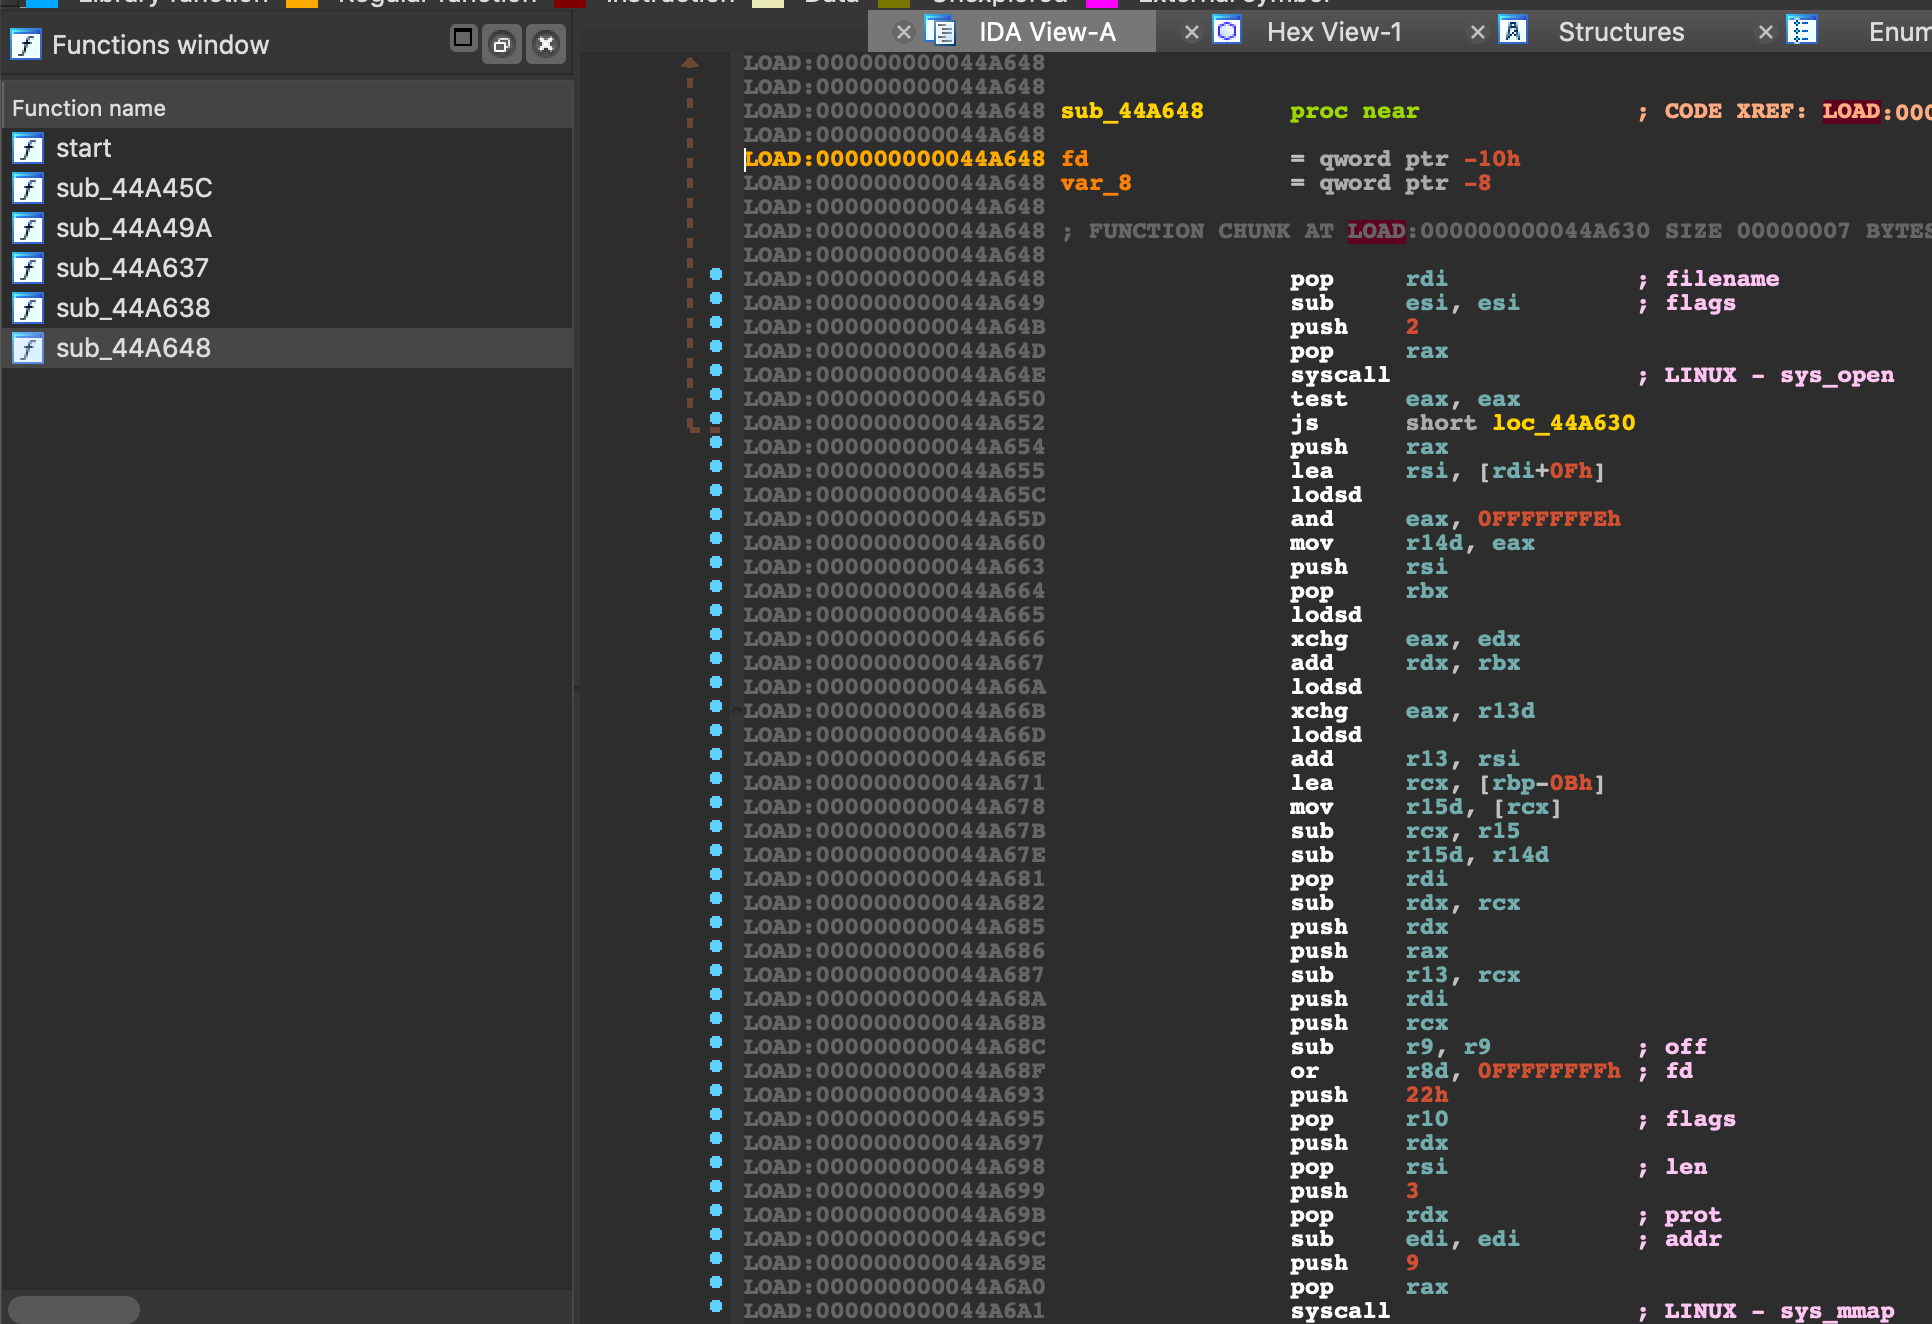 Library function Regular function Instruction Data Unexplored External symbol
Functions window
IDA View-A Hex View-1 Structures Enum
Function name
start
sub_44A45C
sub_44A49A
sub_44A637
sub_44A638
sub_44A648
LOAD:000000000044A648
LOAD:000000000044A648
LOAD:000000000044A648 sub_44A648 proc near ; CODE XREF: LOAD:000
LOAD:000000000044A648
LOAD:000000000044A648 fd = qword ptr -10h
LOAD:000000000044A648 var_8 = qword ptr -8
LOAD:000000000044A648
LOAD:000000000044A648 ; FUNCTION CHUNK AT LOAD:000000000044A630 SIZE 00000007 BYTES
LOAD:000000000044A648
LOAD:000000000044A648 pop rdi ; filename
LOAD:000000000044A649 sub esi, esi ; flags
LOAD:000000000044A64B push 2
LOAD:000000000044A64D pop rax
LOAD:000000000044A64E syscall ; LINUX - sys_open
LOAD:000000000044A650 test eax, eax
LOAD:000000000044A652 js short loc_44A630
LOAD:000000000044A654 push rax
LOAD:000000000044A655 lea rsi, [rdi+0Fh]
LOAD:000000000044A65C lodsd
LOAD:000000000044A65D and eax, 0FFFFFFFEh
LOAD:000000000044A660 mov r14d, eax
LOAD:000000000044A663 push rsi
LOAD:000000000044A664 pop rbx
LOAD:000000000044A665 lodsd
LOAD:000000000044A666 xchg eax, edx
LOAD:000000000044A667 add rdx, rbx
LOAD:000000000044A66A lodsd
LOAD:000000000044A66B xchg eax, r13d
LOAD:000000000044A66D lodsd
LOAD:000000000044A66E add r13, rsi
LOAD:000000000044A671 lea rcx, [rbp-0Bh]
LOAD:000000000044A678 mov r15d, [rcx]
LOAD:000000000044A67B sub rcx, r15
LOAD:000000000044A67E sub r15d, r14d
LOAD:000000000044A681 pop rdi
LOAD:000000000044A682 sub rdx, rcx
LOAD:000000000044A685 push rdx
LOAD:000000000044A686 push rax
LOAD:000000000044A687 sub r13, rcx
LOAD:000000000044A68A push rdi
LOAD:000000000044A68B push rcx
LOAD:000000000044A68C sub r9, r9 ; off
LOAD:000000000044A68F or r8d, 0FFFFFFFFh ; fd
LOAD:000000000044A693 push 22h
LOAD:000000000044A695 pop r10 ; flags
LOAD:000000000044A697 push rdx
LOAD:000000000044A698 pop rsi ; len
LOAD:000000000044A699 push 3
LOAD:000000000044A69B pop rdx ; prot
LOAD:000000000044A69C sub edi, edi ; addr
LOAD:000000000044A69E push 9
LOAD:000000000044A6A0 pop rax
LOAD:000000000044A6A1 syscall ; LINUX - sys_mmap